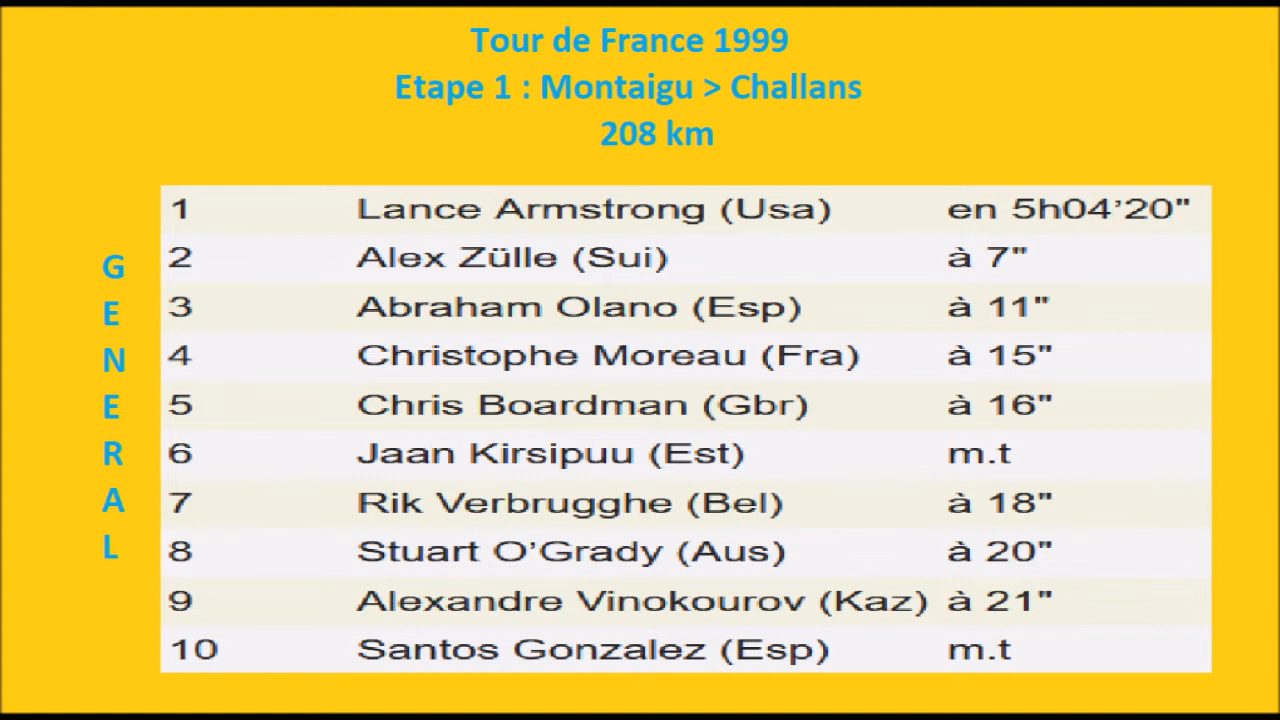 Tour de France 1999
Etape 1 : Montaigu > Challans
208 km
GENERAL
1 Lance Armstrong (Usa) en 5h04’20"
2 Alex Zülle (Sui) à 7"
3 Abraham Olano (Esp) à 11"
4 Christophe Moreau (Fra) à 15"
5 Chris Boardman (Gbr) à 16"
6 Jaan Kirsipuu (Est) m.t
7 Rik Verbrugghe (Bel) à 18"
8 Stuart O’Grady (Aus) à 20"
9 Alexandre Vinokourov (Kaz) à 21"
10 Santos Gonzalez (Esp) m.t